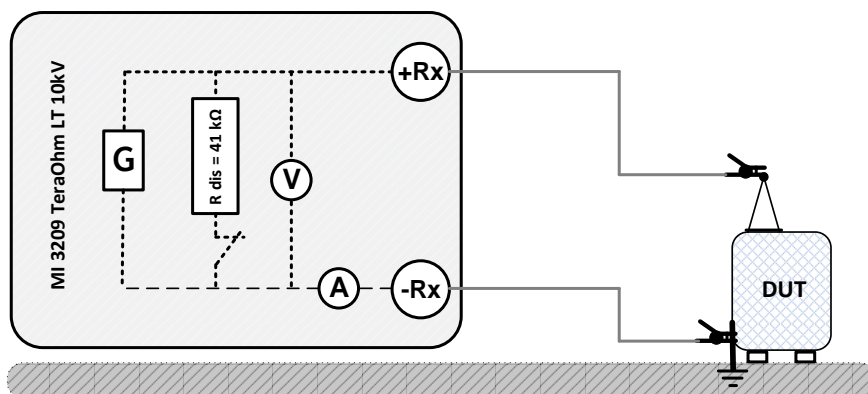 MI 3209 TeraOhm LT 10kV
G
R dis = 41 kΩ
V
A
+Rx
-Rx
DUT